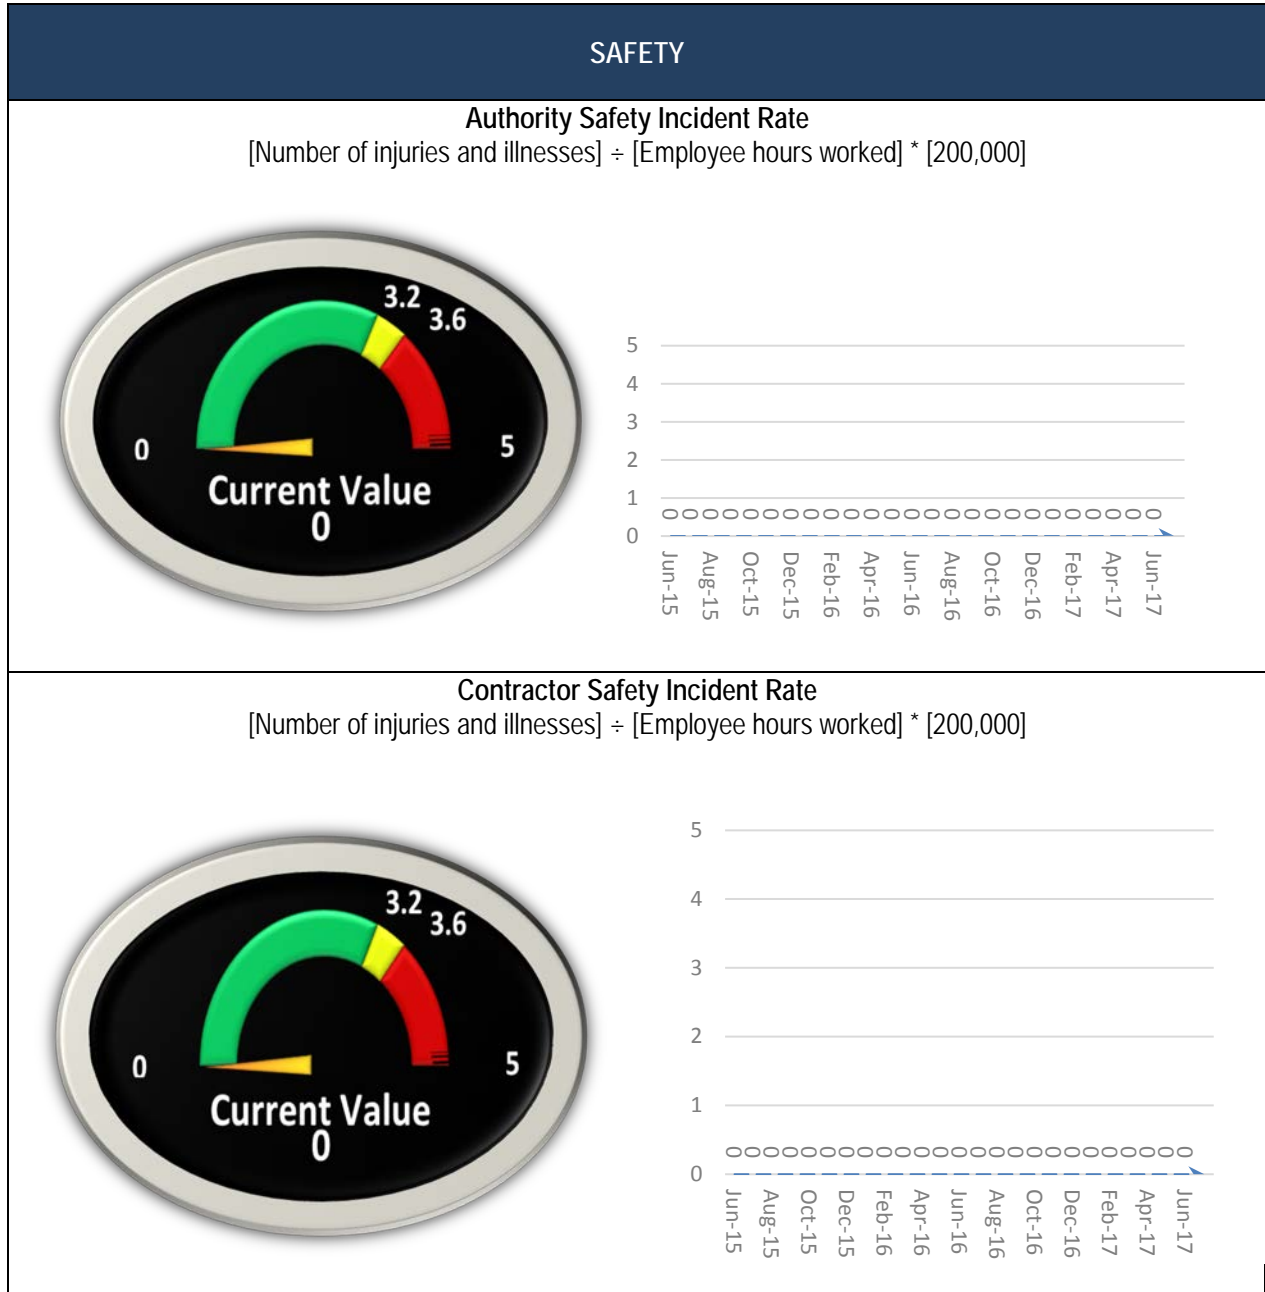 SAFETY
Authority Safety Incident Rate
[Number of injuries and illnesses] ÷ [Employee hours worked] * [200,000]
3.2
3.6
0
5
Current Value
0
5
4
3
2
1
0
0 0 0 0 0 0 0 0 0 0 0 0 0 0 0 0 0 0 0 0 0 0 0 0 0
Jun-15
Aug-15
Oct-15
Dec-15
Feb-16
Apr-16
Jun-16
Aug-16
Oct-16
Dec-16
Feb-17
Apr-17
Jun-17
Contractor Safety Incident Rate
[Number of injuries and illnesses] ÷ [Employee hours worked] * [200,000]
3.2
3.6
0
5
Current Value
0
5
4
3
2
1
0
0 0 0 0 0 0 0 0 0 0 0 0 0 0 0 0 0 0 0 0 0 0 0 0 0
Jun-15
Aug-15
Oct-15
Dec-15
Feb-16
Apr-16
Jun-16
Aug-16
Oct-16
Dec-16
Feb-17
Apr-17
Jun-17